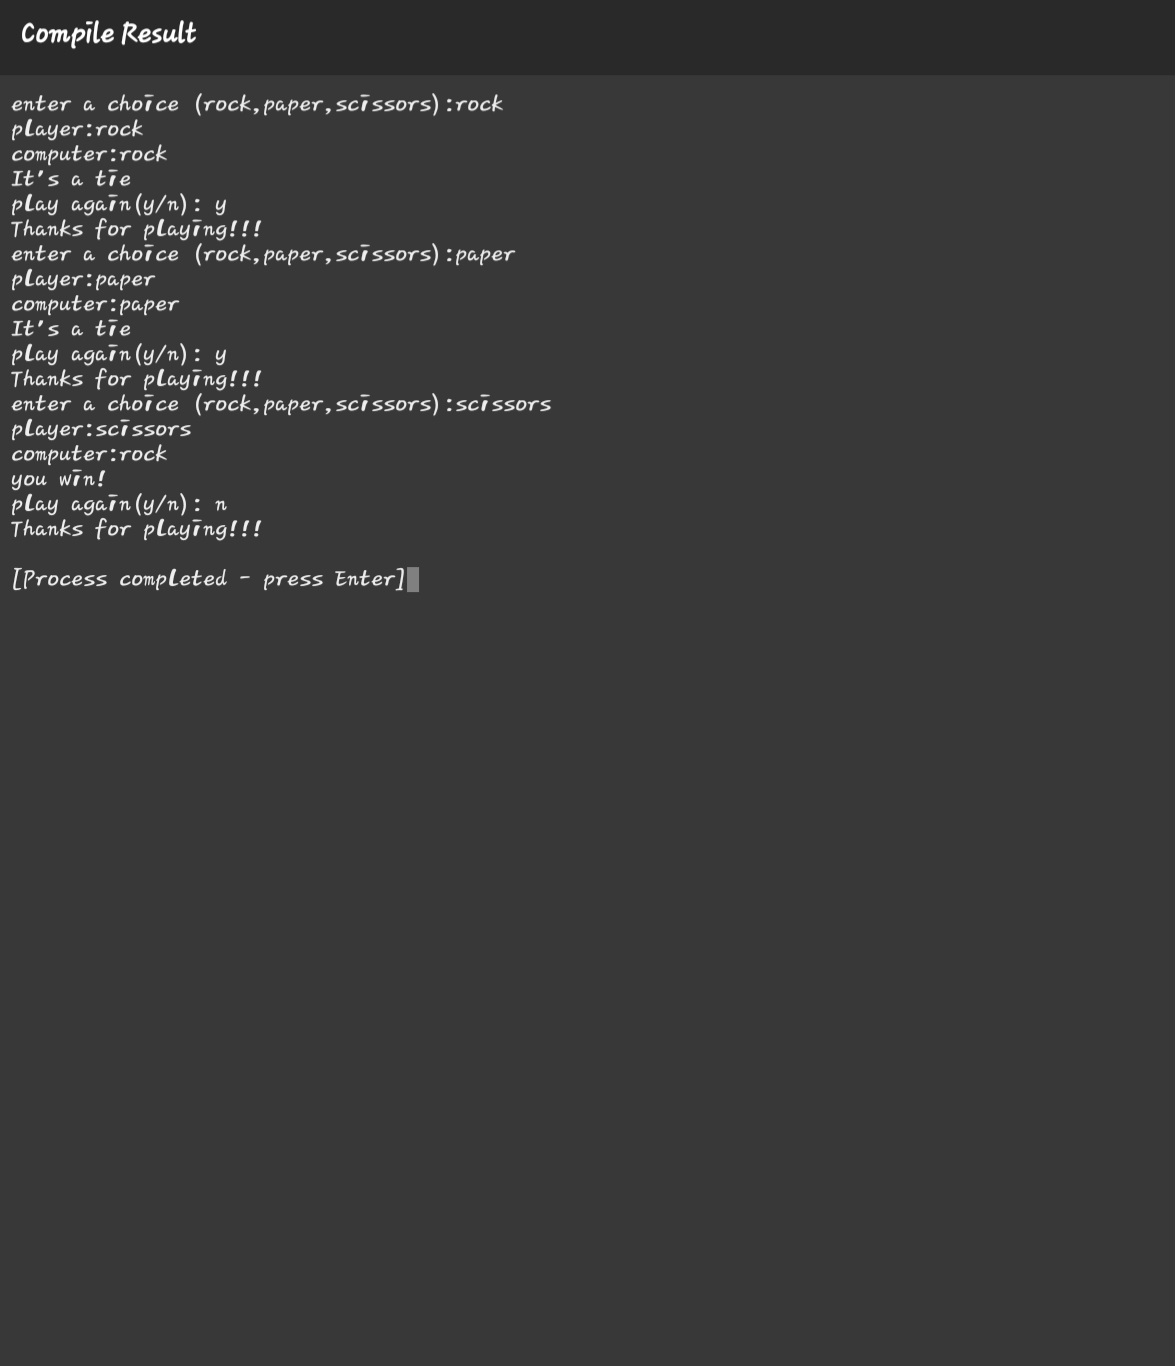 Compile Result
enter a choice (rock,paper,scissors):rock
player:rock
computer:rock
It's a tie
play again(y/n): y
Thanks for playing!!!
enter a choice (rock,paper,scissors):paper
player:paper
computer:paper
It's a tie
play again(y/n): y
Thanks for playing!!!
enter a choice (rock,paper,scissors):scissors
player:scissors
computer:rock
you win!
play again(y/n): n
Thanks for playing!!!
[Process completed - press Enter]